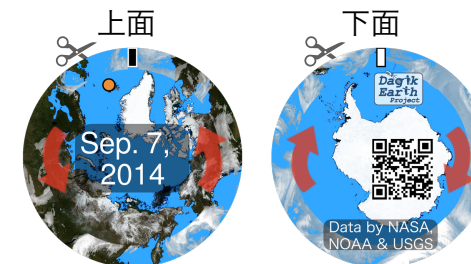 上面
下面
Sep. 7,
2014
Dagik
Earth
Project
Data by NASA,
NOAA & USGS